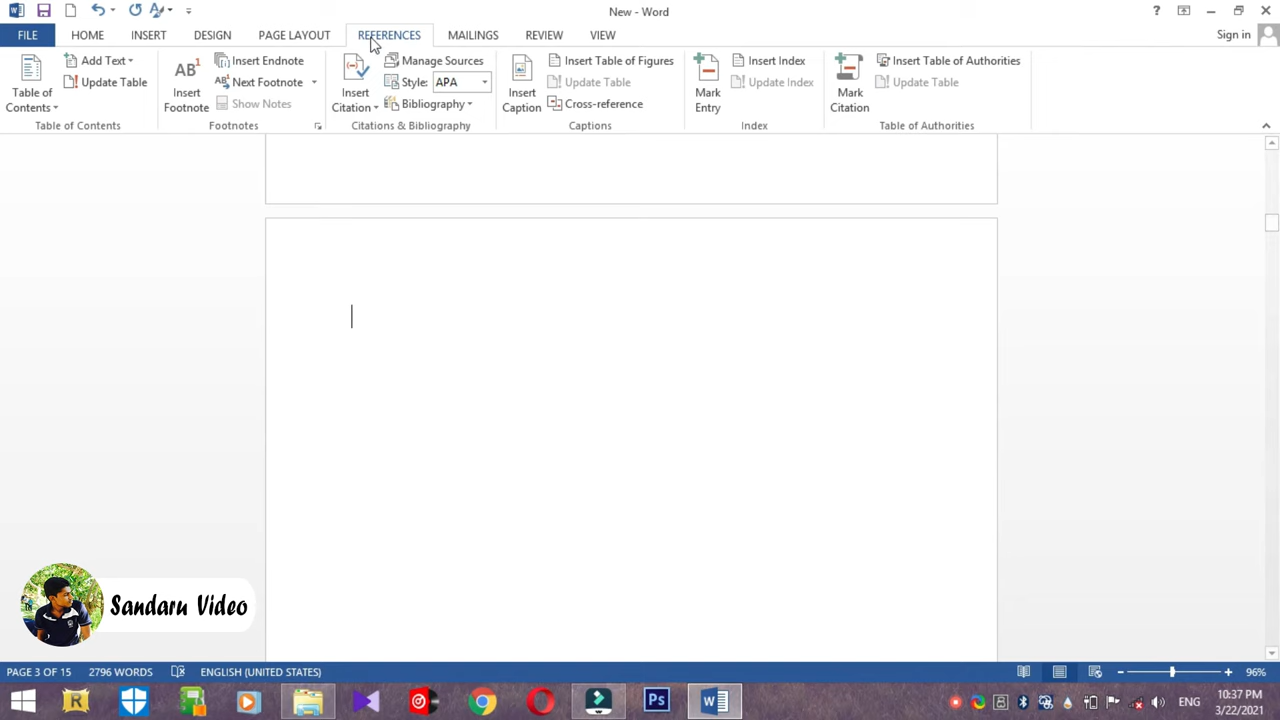 New - Word
?
Sign in
FILE HOME INSERT DESIGN PAGE LAYOUT REFERENCES MAILINGS REVIEW VIEW
Table of Contents
Add Text
Update Table
Table of Contents
AB1
Insert Footnote
Insert Endnote
AB1 Next Footnote
Show Notes
Footnotes
Insert Citation
Manage Sources
Style: APA
Bibliography
Citations & Bibliography
Insert Caption
Insert Table of Figures
Update Table
Cross-reference
Captions
Mark Entry
Insert Index
Update Index
Index
Mark Citation
Insert Table of Authorities
Update Table
Table of Authorities
Sandaru Video
PAGE 3 OF 15 2796 WORDS ENGLISH (UNITED STATES) 96%
R Ps W ENG 10:37 PM
3/22/2021